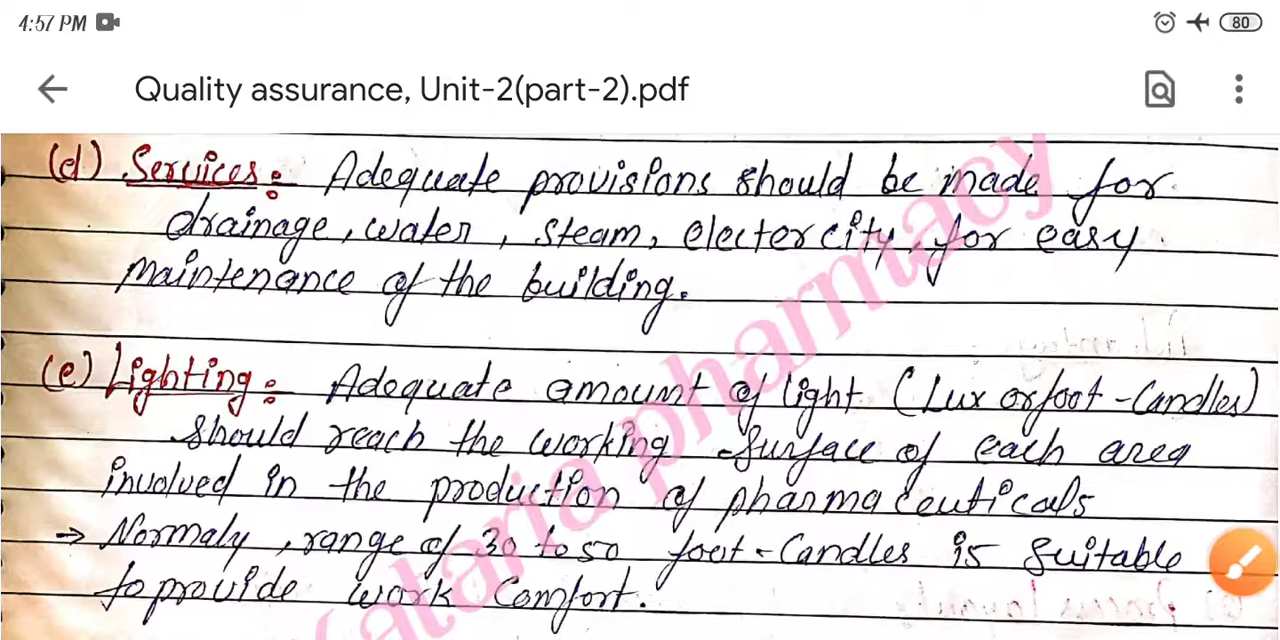 4:57 PM
80
Quality assurance, Unit-2(part-2).pdf
(d) Services: Adequate provisions should be made for
drainage, water, steam, electercity, for easy
maintenance of the building.
(e) Lighting: Adequate amount of light (Lux or foot-Candles)
should reach the working surface of each area
involved in the production of pharmaceuticals
→ Normaly, range of 30 to 50 foot-Candles is suitable
to provide work Comfort.
ataria pharmacy